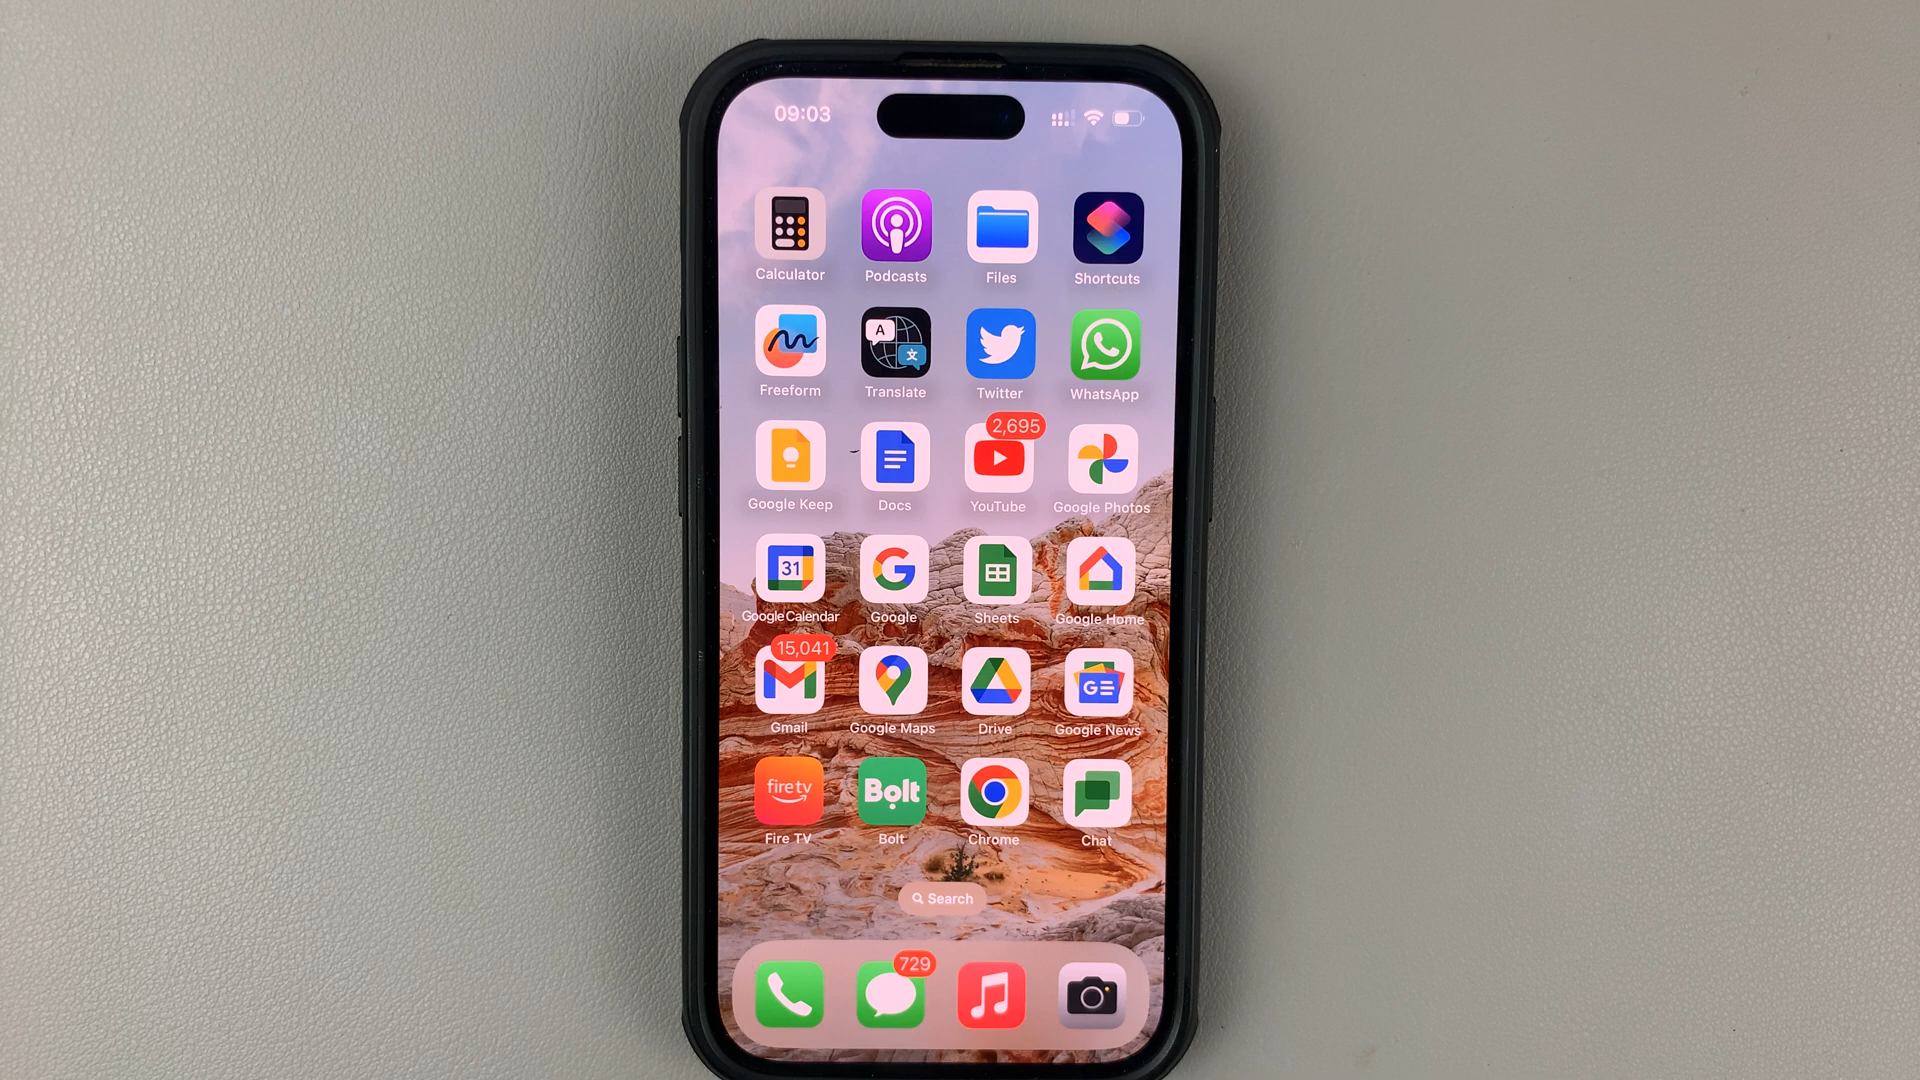 09:03
Calculator Podcasts Files Shortcuts
A 文
Freeform Translate Twitter WhatsApp
2,695
Google Keep Docs YouTube Google Photos
31 G
Google Calendar Google Sheets Google Home
15,041
GE
Gmail Google Maps Drive Google News
fire tv Bolt
Fire TV Bolt Chrome Chat
Search
729